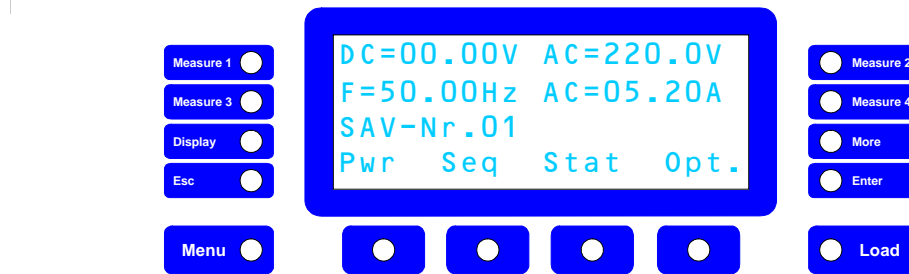 Measure 1
Measure 3
Display
Esc
Menu
DC=00.00V AC=220.0V
F=50.00Hz AC=05.20A
SAV-Nr.01
Pwr Seq Stat Opt.
Measure 2
Measure 4
More
Enter
Load